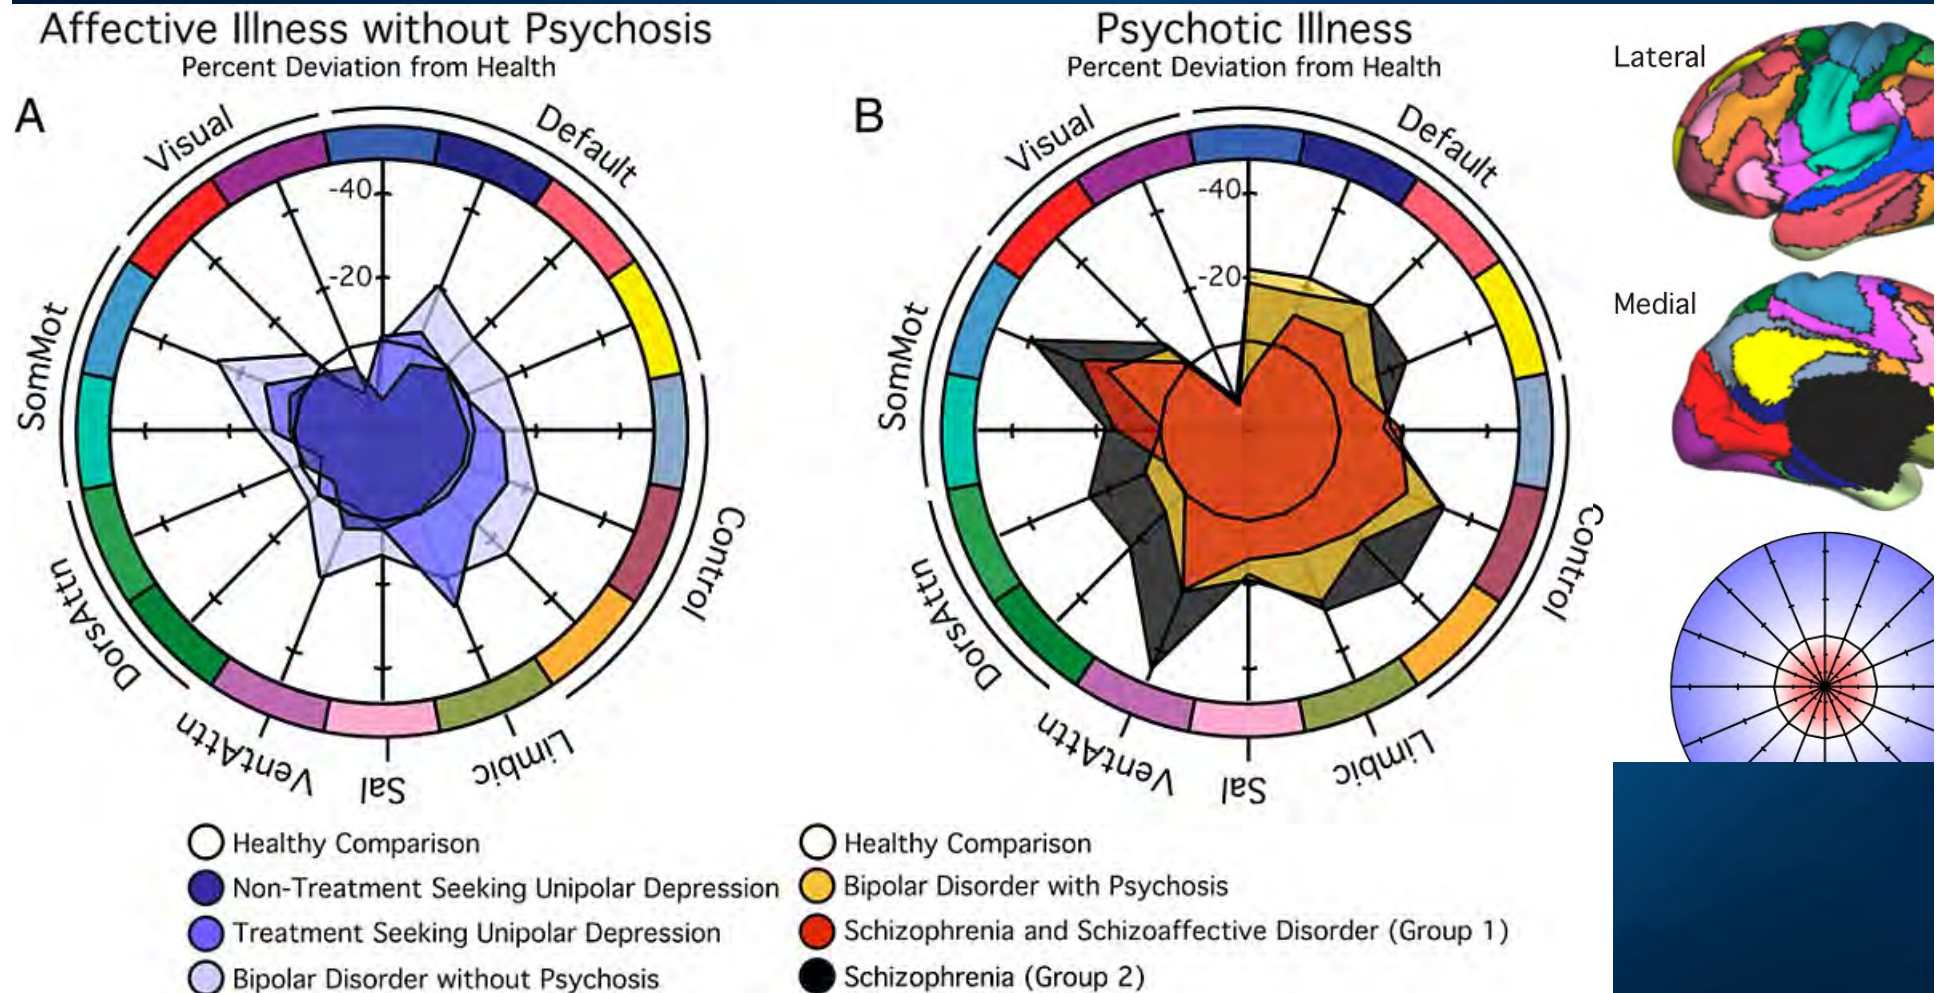 Affective Illness without Psychosis
Percent Deviation from Health
A
Visual
Default
-40
-20
SomMot
Control
DorsAttn
VentAttn
Sal
Limbic
Healthy Comparison
Non-Treatment Seeking Unipolar Depression
Treatment Seeking Unipolar Depression
Bipolar Disorder without Psychosis
Psychotic Illness
Percent Deviation from Health
B
Visual
Default
-40
-20
SomMot
Control
DorsAttn
VentAttn
Sal
Limbic
Healthy Comparison
Bipolar Disorder with Psychosis
Schizophrenia and Schizoaffective Disorder (Group 1)
Schizophrenia (Group 2)
Lateral
Medial